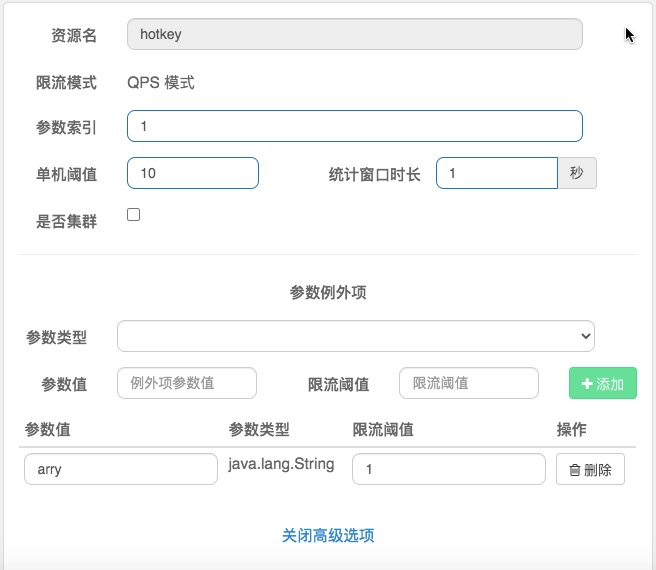 资源名 hotkey
限流模式 QPS 模式
参数索引 1
单机阈值 10 统计窗口时长 1 秒
是否集群
参数例外项
参数类型
参数值 例外项参数值 限流阈值 限流阈值 添加
参数值 参数类型 限流阈值 操作
arry java.lang.String 1 删除
关闭高级选项